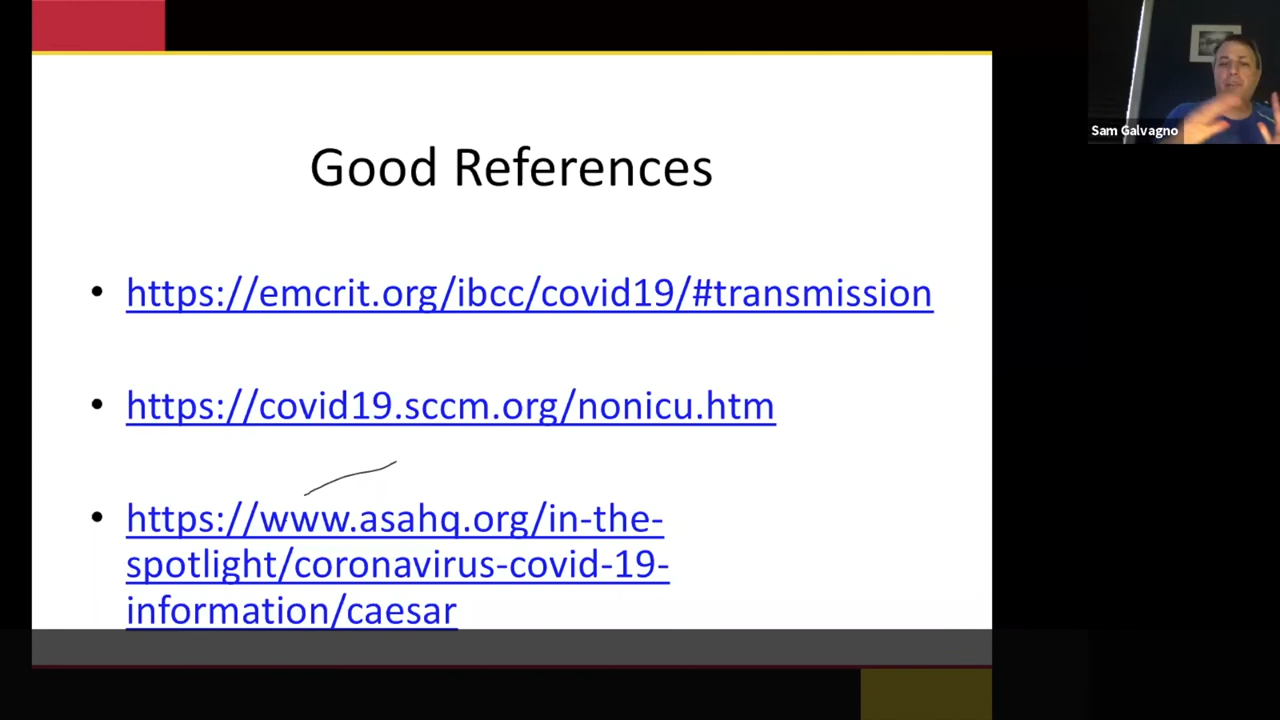 Good References
• https://emcrit.org/ibcc/covid19/#transmission
• https://covid19.sccm.org/nonicu.htm
• https://www.asahq.org/in-the-
spotlight/coronavirus-covid-19-
information/caesar
Sam Galvagno